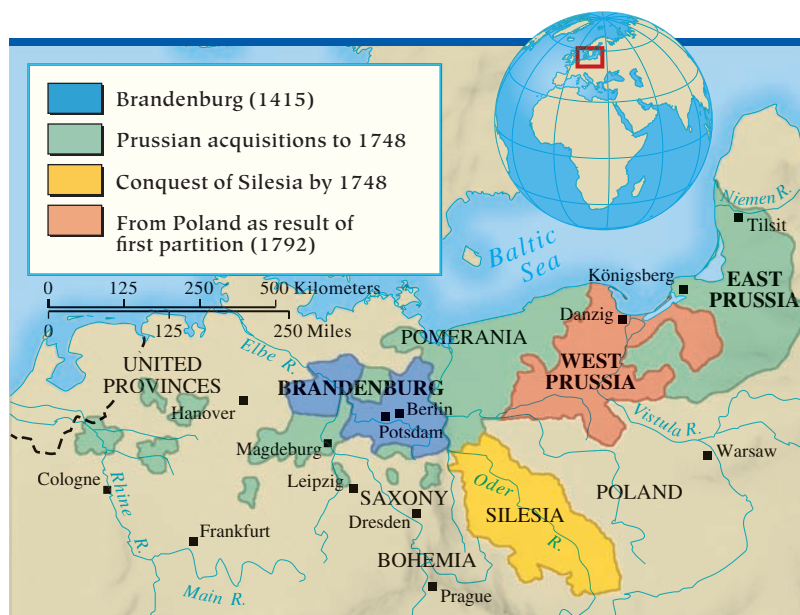 Brandenburg (1415)
Prussian acquisitions to 1748
Conquest of Silesia by 1748
From Poland as result of
first partition (1792)
0 125 250 500 Kilometers
0 125 250 Miles
Baltic
Sea
Niemen R.
Tilsit
Königsberg
EAST
PRUSSIA
Danzig
POMERANIA
WEST
PRUSSIA
Elbe R.
UNITED
PROVINCES
BRANDENBURG
Hanover
Berlin
Potsdam
Vistula R.
Magdeburg
Warsaw
Cologne
Rhine
R.
Leipzig
SAXONY
Dresden
Oder
R.
SILESIA
POLAND
Frankfurt
BOHEMIA
Main R.
Prague